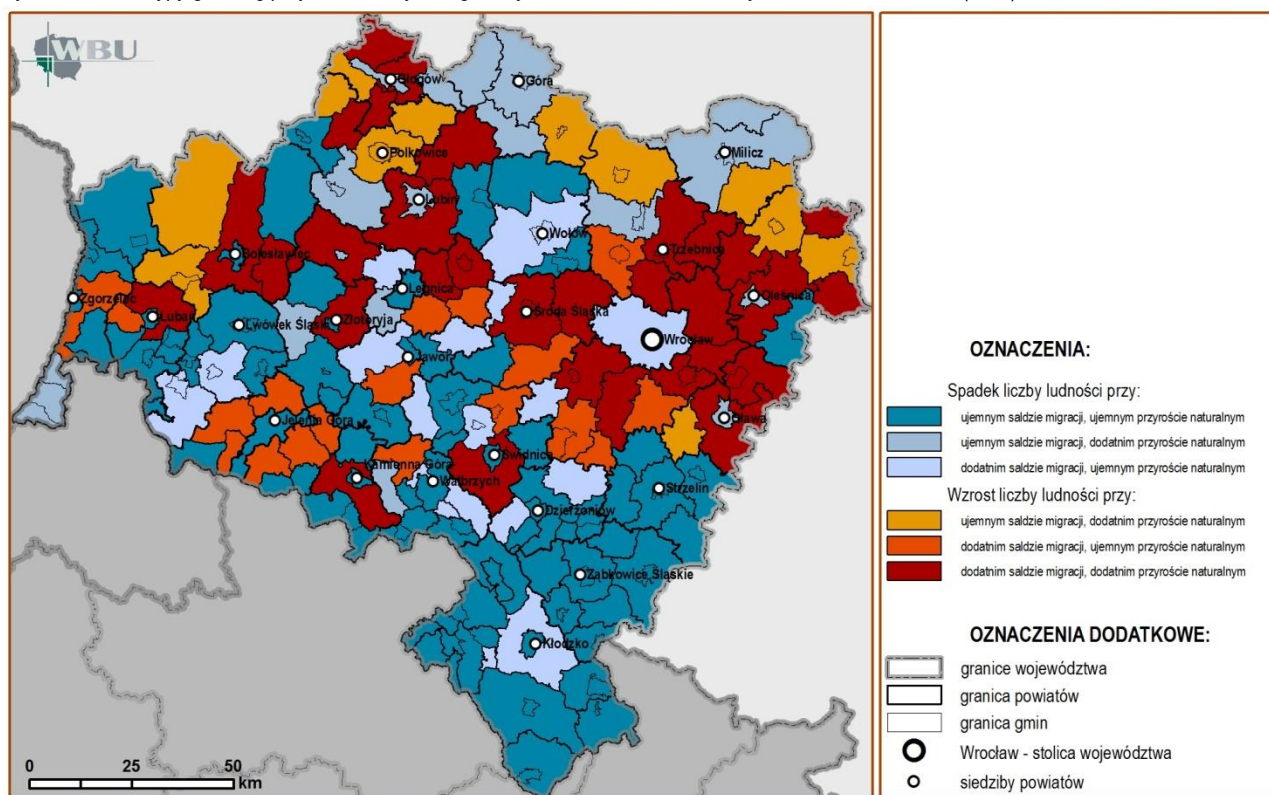 WBU
Głogów
Góra
Polkowice
Milicz
Lubin
Wołów
Trzebnica
Bolesławiec
Zgorzelec
Lubań
Legnica
Oleśnica
Lwówek Śląski
Złotoryja
Środa Śląska
Wrocław
Jawor
Jelenia Góra
Oława
Kamienna Góra
Świdnica
Wałbrzych
Strzelin
Dzierżoniów
Ząbkowice Śląskie
Kłodzko
0 25 50
km
OZNACZENIA:
Spadek liczby ludności przy:
ujemnym saldzie migracji, ujemnym przyroście naturalnym
ujemnym saldzie migracji, dodatnim przyroście naturalnym
dodatnim saldzie migracji, ujemnym przyroście naturalnym
Wzrost liczby ludności przy:
ujemnym saldzie migracji, dodatnim przyroście naturalnym
dodatnim saldzie migracji, ujemnym przyroście naturalnym
dodatnim saldzie migracji, dodatnim przyroście naturalnym
OZNACZENIA DODATKOWE:
granice województwa
granica powiatów
granica gmin
Wrocław - stolica województwa
siedziby powiatów